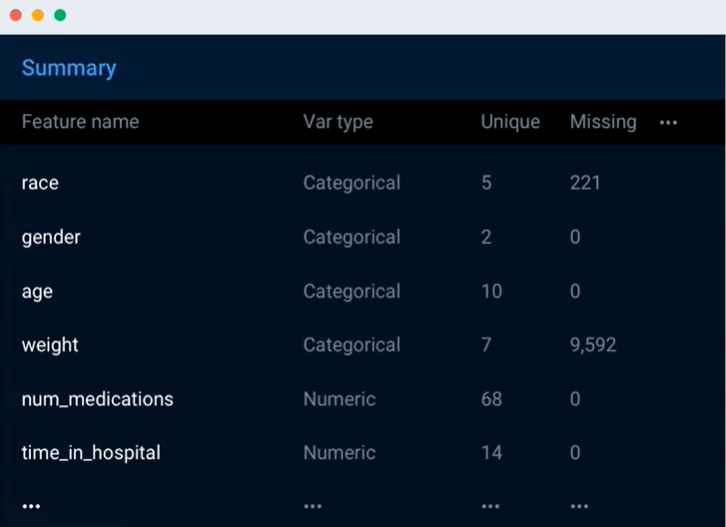 Summary
Feature name Var type Unique Missing ...
race Categorical 5 221
gender Categorical 2 0
age Categorical 10 0
weight Categorical 7 9,592
num_medications Numeric 68 0
time_in_hospital Numeric 14 0
... ... ... ...